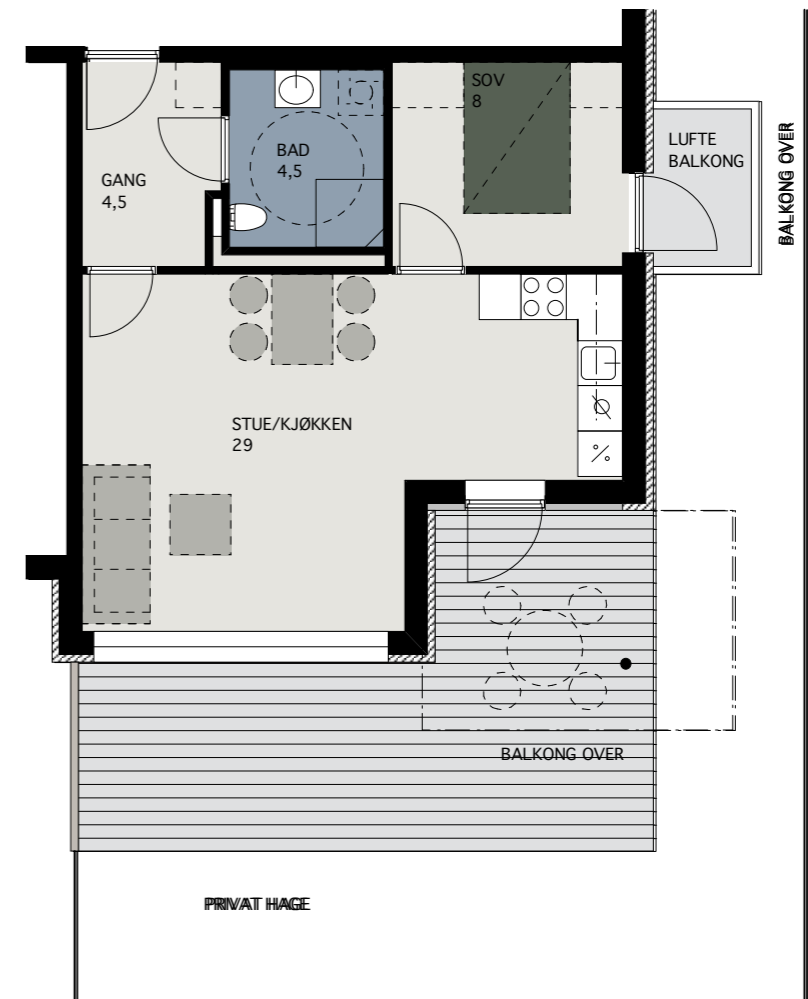 SOV
8
LUFTE
BALKONG
BALKONG OVER
BAD
4,5
GANG
4,5
STUE/KJØKKEN
29
%
BALKONG OVER
PRIVAT HAGE